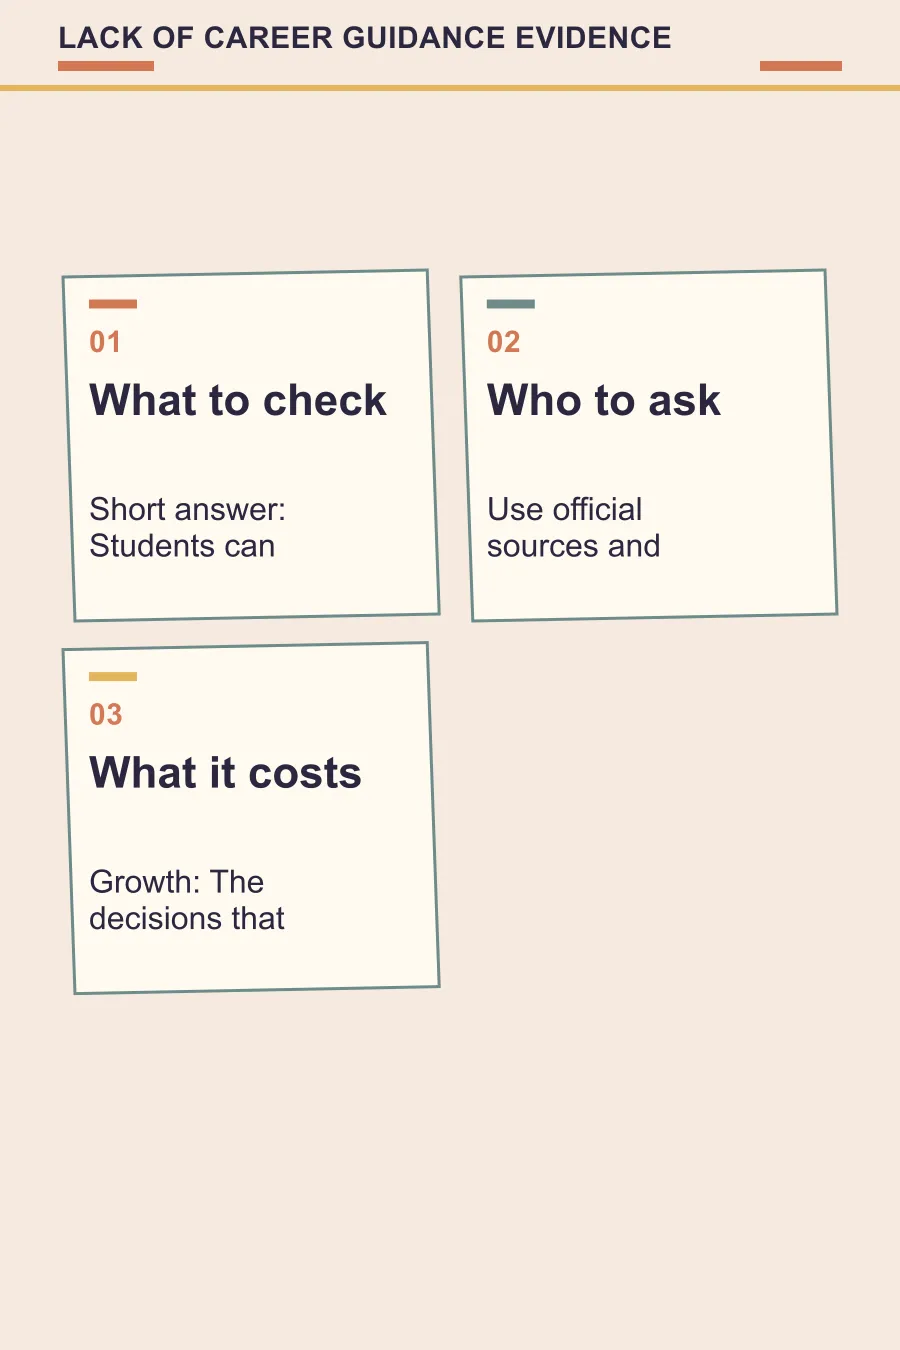 LACK OF CAREER GUIDANCE EVIDENCE
01
What to check
Short answer:
Students can
02
Who to ask
Use official
sources and
03
What it costs
Growth: The
decisions that